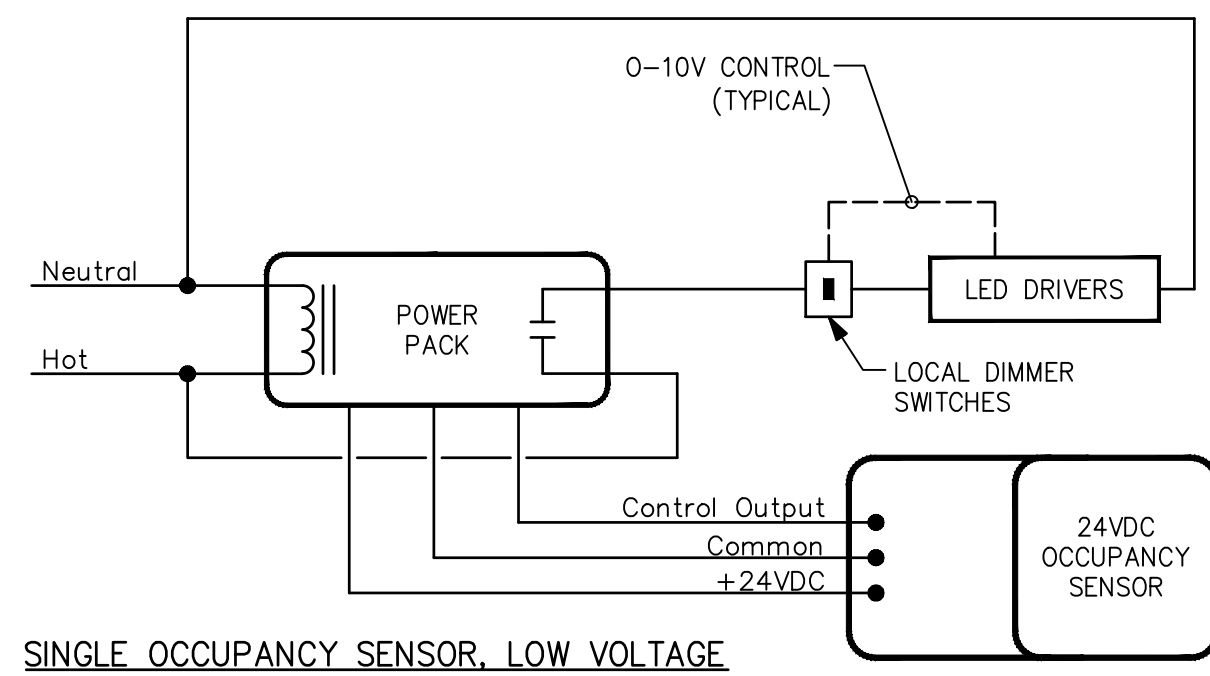 0-10V CONTROL
(TYPICAL)
Neutral
POWER
PACK
LED DRIVERS
Hot
LOCAL DIMMER
SWITCHES
Control Output
Common
+24VDC
24VDC
OCCUPANCY
SENSOR
SINGLE OCCUPANCY SENSOR, LOW VOLTAGE